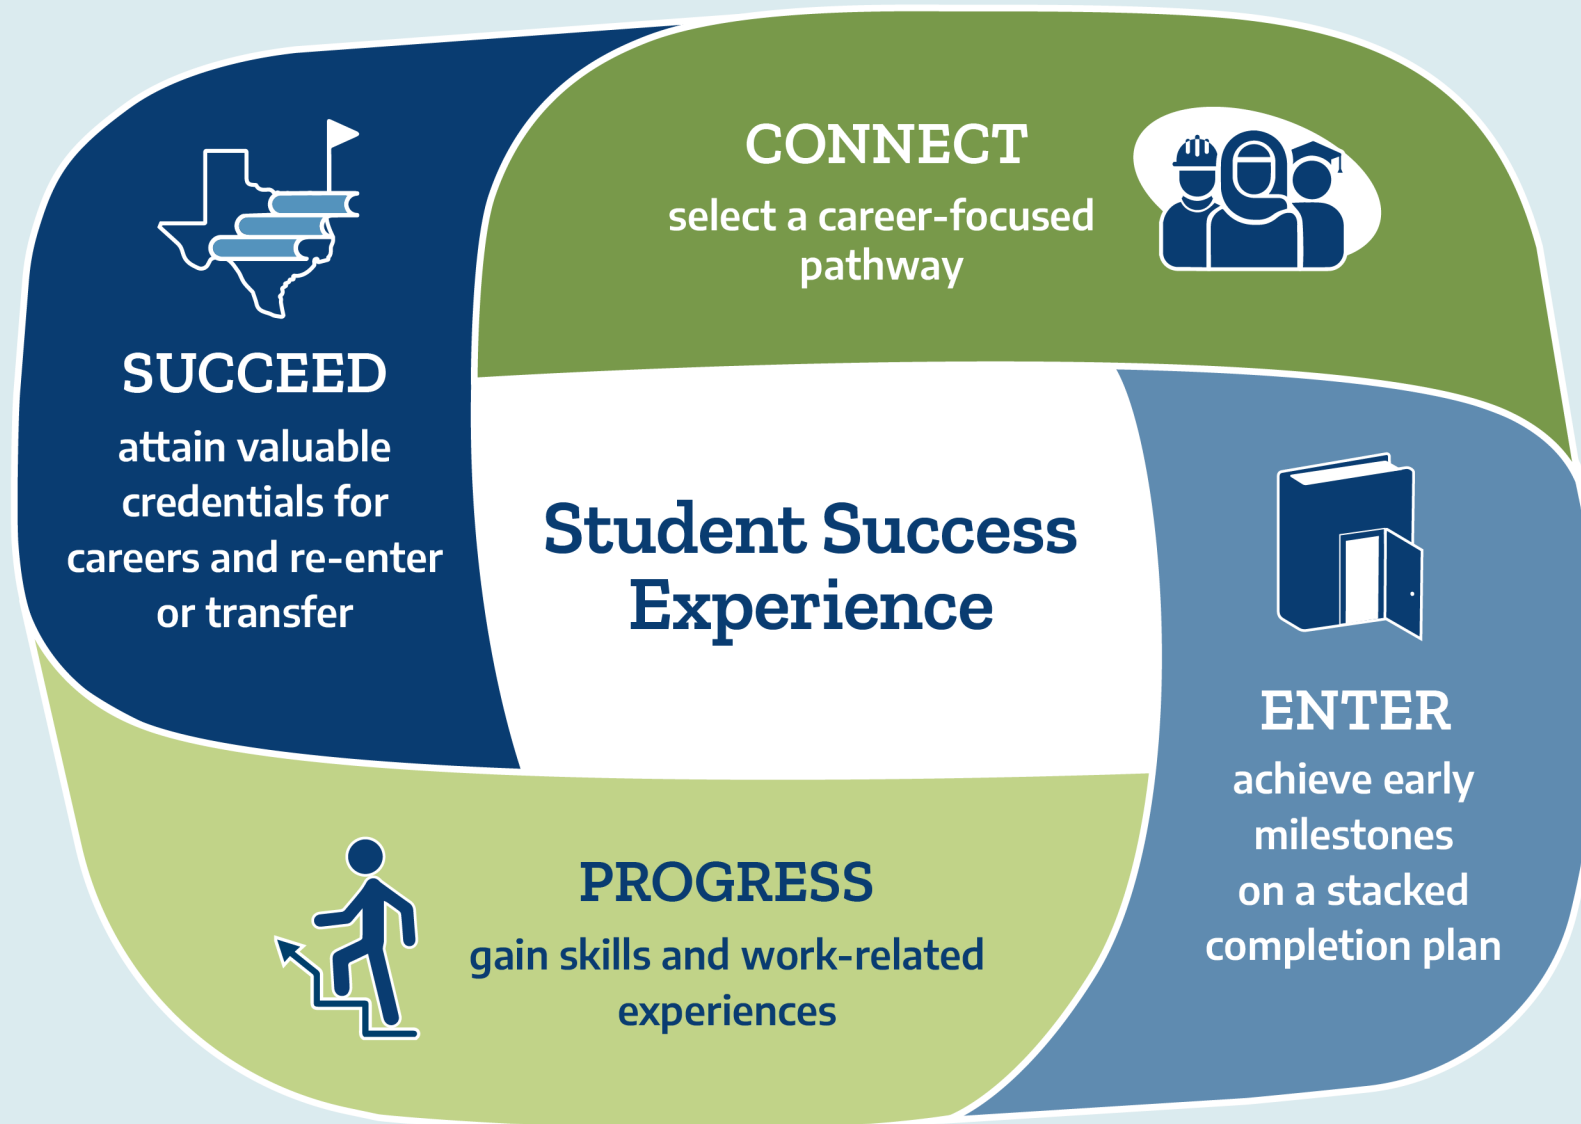 CONNECT
select a career-focused
pathway
SUCCEED
attain valuable
credentials for
careers and re-enter
or transfer
Student Success
Experience
ENTER
achieve early
milestones
on a stacked
completion plan
PROGRESS
gain skills and work-related
experiences